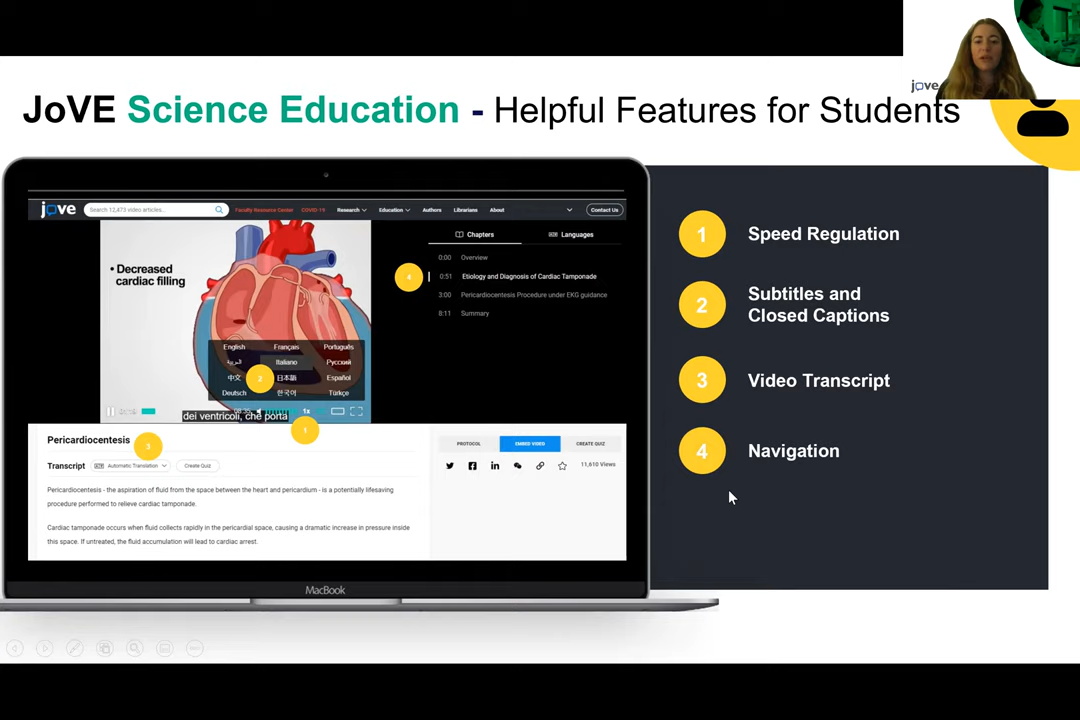 jove
JoVE Science Education - Helpful Features for Students
jove
Search 12,473 video articles...
Faculty Resource Center
COVID-19
Research
Education
Authors
Librarians
About
Contact Us
• Decreased
cardiac filling
Chapters
Languages
0:00 Overview
4
0:51 Etiology and Diagnosis of Cardiac Tamponade
3:00 Pericardiocentesis Procedure under EKG guidance
8:11 Summary
English Français Português
العربية Italiano Русский
中文 2 日本語 Español
Deutsch 한국어 Türkçe
1x
dei ventricoli, che porta
1
Pericardiocentesis
3
Transcript
Automatic Translation
Create Quiz
Pericardiocentesis - the aspiration of fluid from the space between the heart and pericardium - is a potentially lifesaving
procedure performed to relieve cardiac tamponade.
Cardiac tamponade occurs when fluid collects rapidly in the pericardial space, causing a dramatic increase in pressure inside
this space. If untreated, the fluid accumulation will lead to cardiac arrest.
PROTOCOL
EMBED VIDEO
CREATE QUIZ
11,610 Views
MacBook
1 Speed Regulation
2 Subtitles and
Closed Captions
3 Video Transcript
4 Navigation